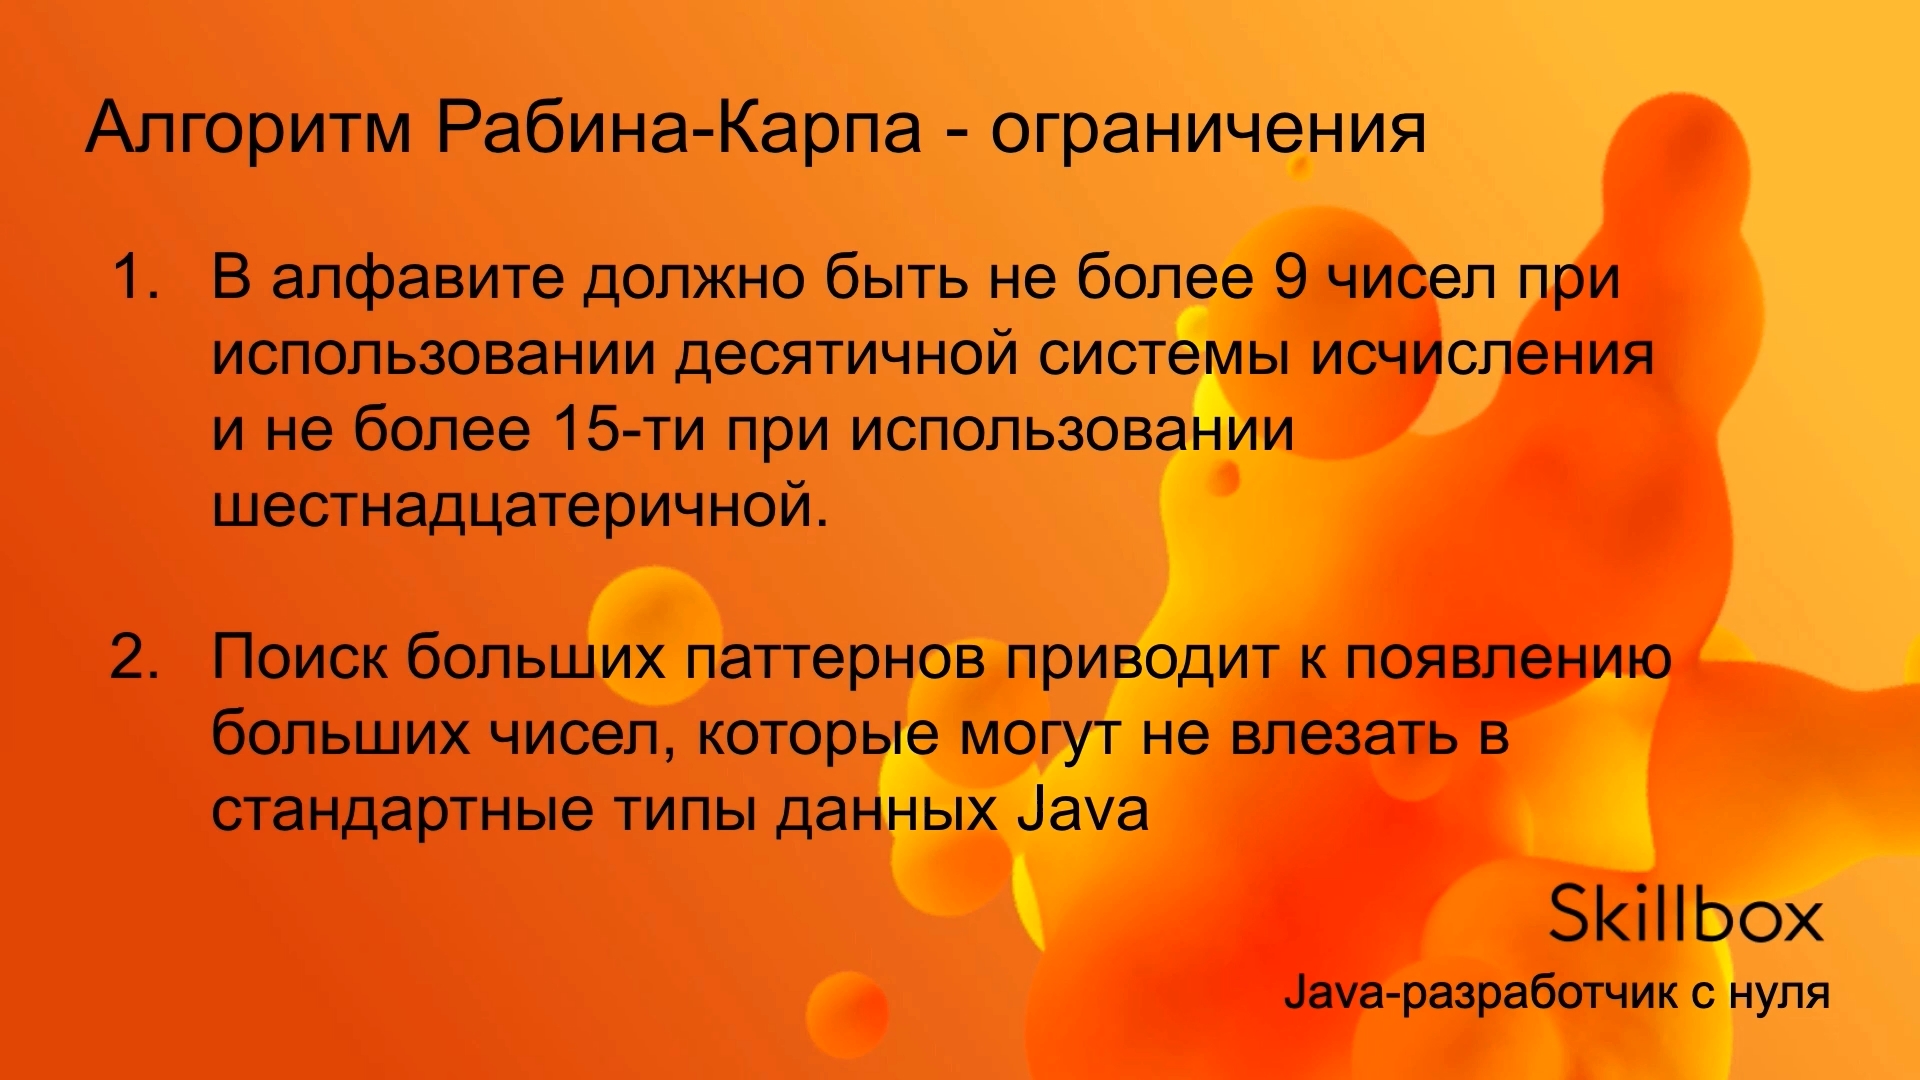 Алгоритм Рабина-Карпа - ограничения
1. В алфавите должно быть не более 9 чисел при
использовании десятичной системы исчисления
и не более 15-ти при использовании
шестнадцатеричной.
2. Поиск больших паттернов приводит к появлению
больших чисел, которые могут не влезать в
стандартные типы данных Java
Skillbox
Java-разработчик с нуля